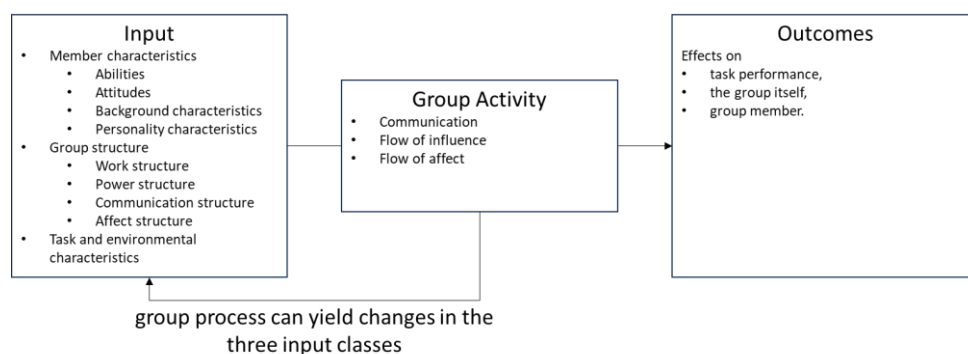 Input
• Member characteristics
• Abilities
• Attitudes
• Background characteristics
• Personality characteristics
• Group structure
• Work structure
• Power structure
• Communication structure
• Affect structure
• Task and environmental
characteristics
Group Activity
• Communication
• Flow of influence
• Flow of affect
Outcomes
Effects on
• task performance,
• the group itself,
• group member.
group process can yield changes in the
three input classes